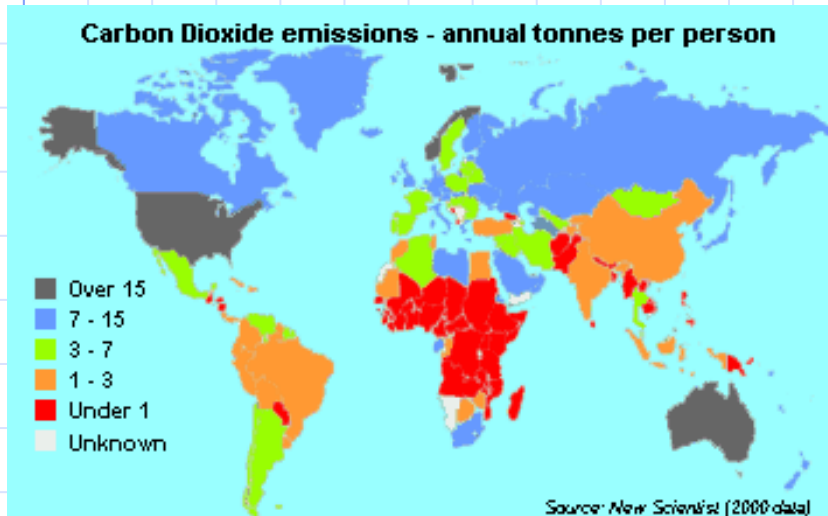 Carbon Dioxide emissions - annual tonnes per person
Over 15
7 - 15
3 - 7
1 - 3
Under 1
Unknown
Source: New Scientist (2000 data)